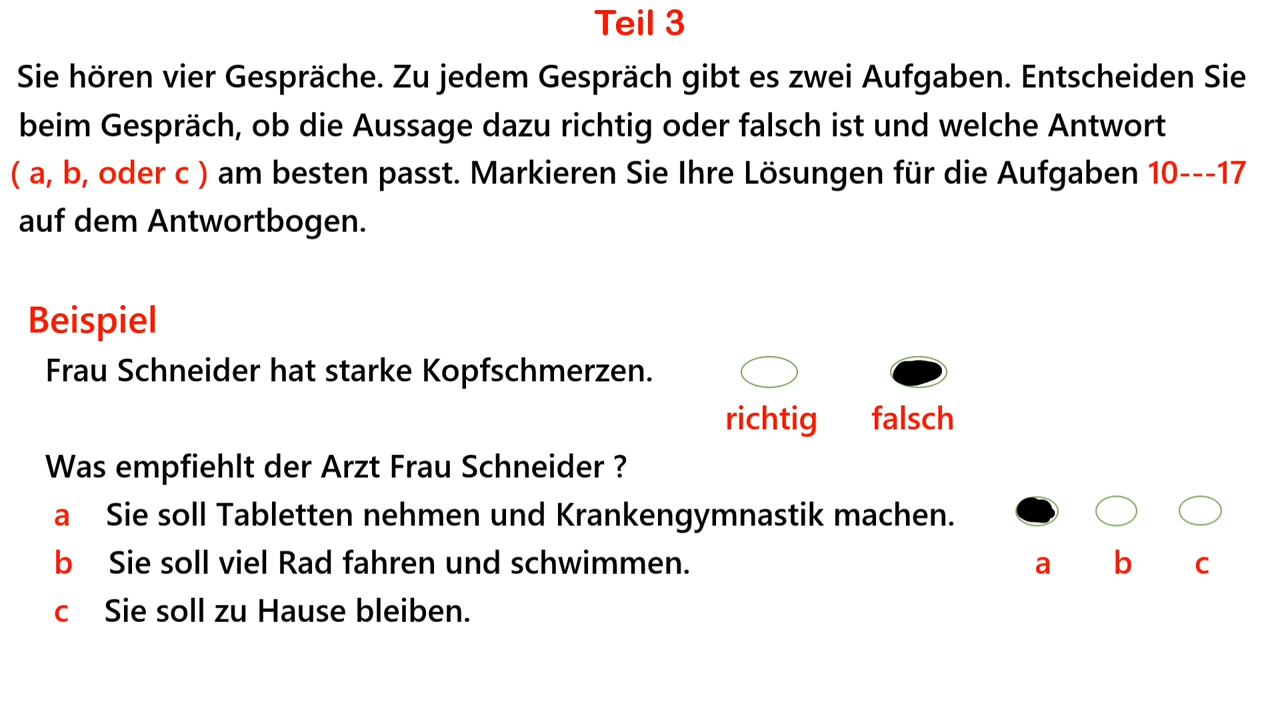 Teil 3
Sie hören vier Gespräche. Zu jedem Gespräch gibt es zwei Aufgaben. Entscheiden Sie
beim Gespräch, ob die Aussage dazu richtig oder falsch ist und welche Antwort
( a, b, oder c ) am besten passt. Markieren Sie Ihre Lösungen für die Aufgaben 10---17
auf dem Antwortbogen.
Beispiel
Frau Schneider hat starke Kopfschmerzen.
richtig falsch
Was empfiehlt der Arzt Frau Schneider ?
a Sie soll Tabletten nehmen und Krankengymnastik machen.
b Sie soll viel Rad fahren und schwimmen. a b c
c Sie soll zu Hause bleiben.